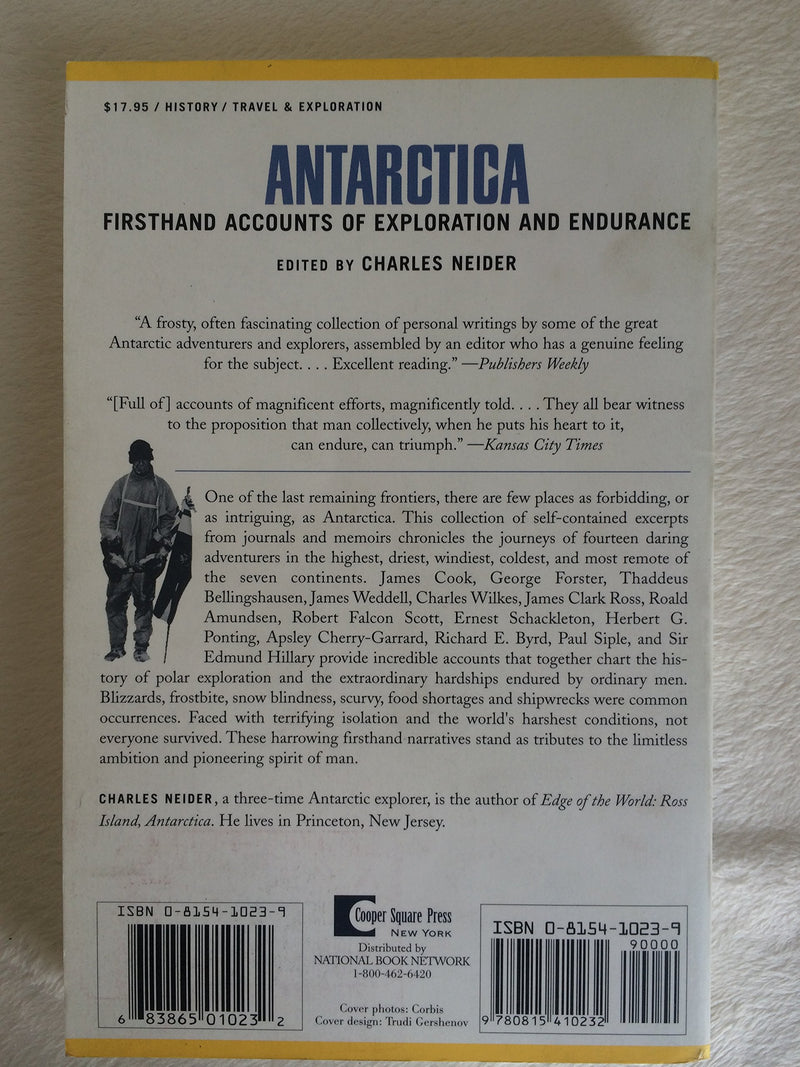 $17.95 / HISTORY / TRAVEL & EXPLORATION
ANTARCTICA
FIRSTHAND ACCOUNTS OF EXPLORATION AND ENDURANCE
EDITED BY CHARLES NEIDER
“A frosty, often fascinating collection of personal writings by some of the great
Antarctic adventurers and explorers, assembled by an editor who has a genuine feeling
for the subject. . . . Excellent reading.” —Publishers Weekly
“[Full of] accounts of magnificent efforts, magnificently told. . . . They all bear witness
to the proposition that man collectively, when he puts his heart to it,
can endure, can triumph.” —Kansas City Times
One of the last remaining frontiers, there are few places as forbidding, or
as intriguing, as Antarctica. This collection of self-contained excerpts
from journals and memoirs chronicles the journeys of fourteen daring
adventurers in the highest, driest, windiest, coldest, and most remote of
the seven continents. James Cook, George Forster, Thaddeus
Bellingshausen, James Weddell, Charles Wilkes, James Clark Ross, Roald
Amundsen, Robert Falcon Scott, Ernest Schackleton, Herbert G.
Ponting, Apsley Cherry-Garrard, Richard E. Byrd, Paul Siple, and Sir
Edmund Hillary provide incredible accounts that together chart the his-
tory of polar exploration and the extraordinary hardships endured by ordinary men.
Blizzards, frostbite, snow blindness, scurvy, food shortages and shipwrecks were common
occurrences. Faced with terrifying isolation and the world's harshest conditions, not
everyone survived. These harrowing firsthand narratives stand as tributes to the limitless
ambition and pioneering spirit of man.
CHARLES NEIDER, a three-time Antarctic explorer, is the author of Edge of the World: Ross
Island, Antarctica. He lives in Princeton, New Jersey.
ISBN 0-8154-1023-9
6 83865 01023 2
Cooper Square Press
NEW YORK
Distributed by
NATIONAL BOOK NETWORK
1-800-462-6420
Cover photos: Corbis
Cover design: Trudi Gershenov
ISBN 0-8154-1023-9
90000
9 780815 410232